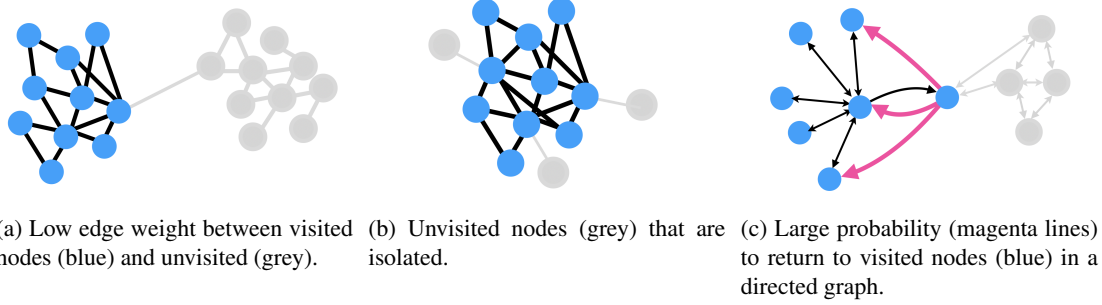 (a) Low edge weight between visited
nodes (blue) and unvisited (grey).
(b) Unvisited nodes (grey) that are
isolated.
(c) Large probability (magenta lines)
to return to visited nodes (blue) in a
directed graph.